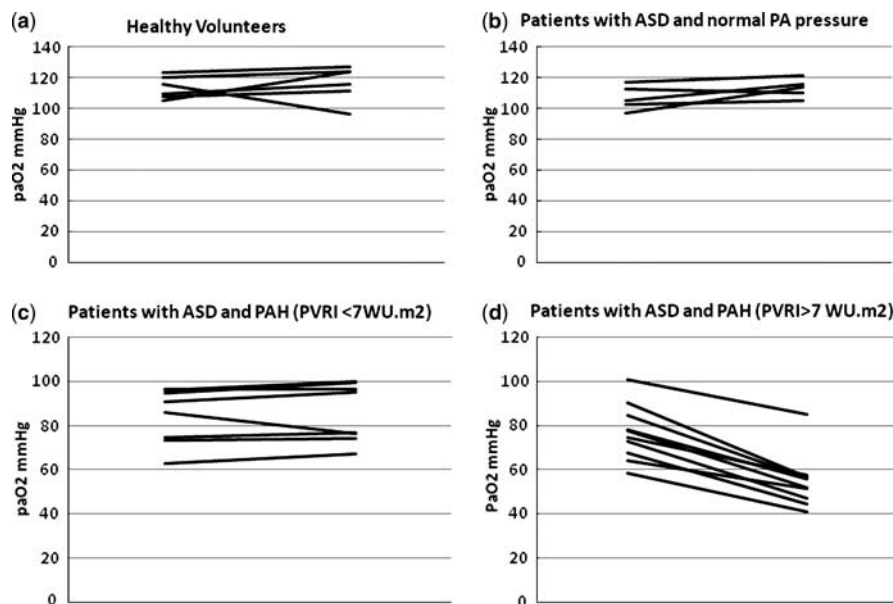 (a)
Healthy Volunteers
140
120
100
80
60
40
20
0
paO2 mmHg
(b)
Patients with ASD and normal PA pressure
140
120
100
80
60
40
20
0
paO2 mmHg
(c)
Patients with ASD and PAH (PVRI <7WU.m2)
120
100
80
60
40
20
0
paO2 mmHg
(d)
Patients with ASD and PAH (PVRI>7 WU.m2)
120
100
80
60
40
20
0
PaO2 mmHg